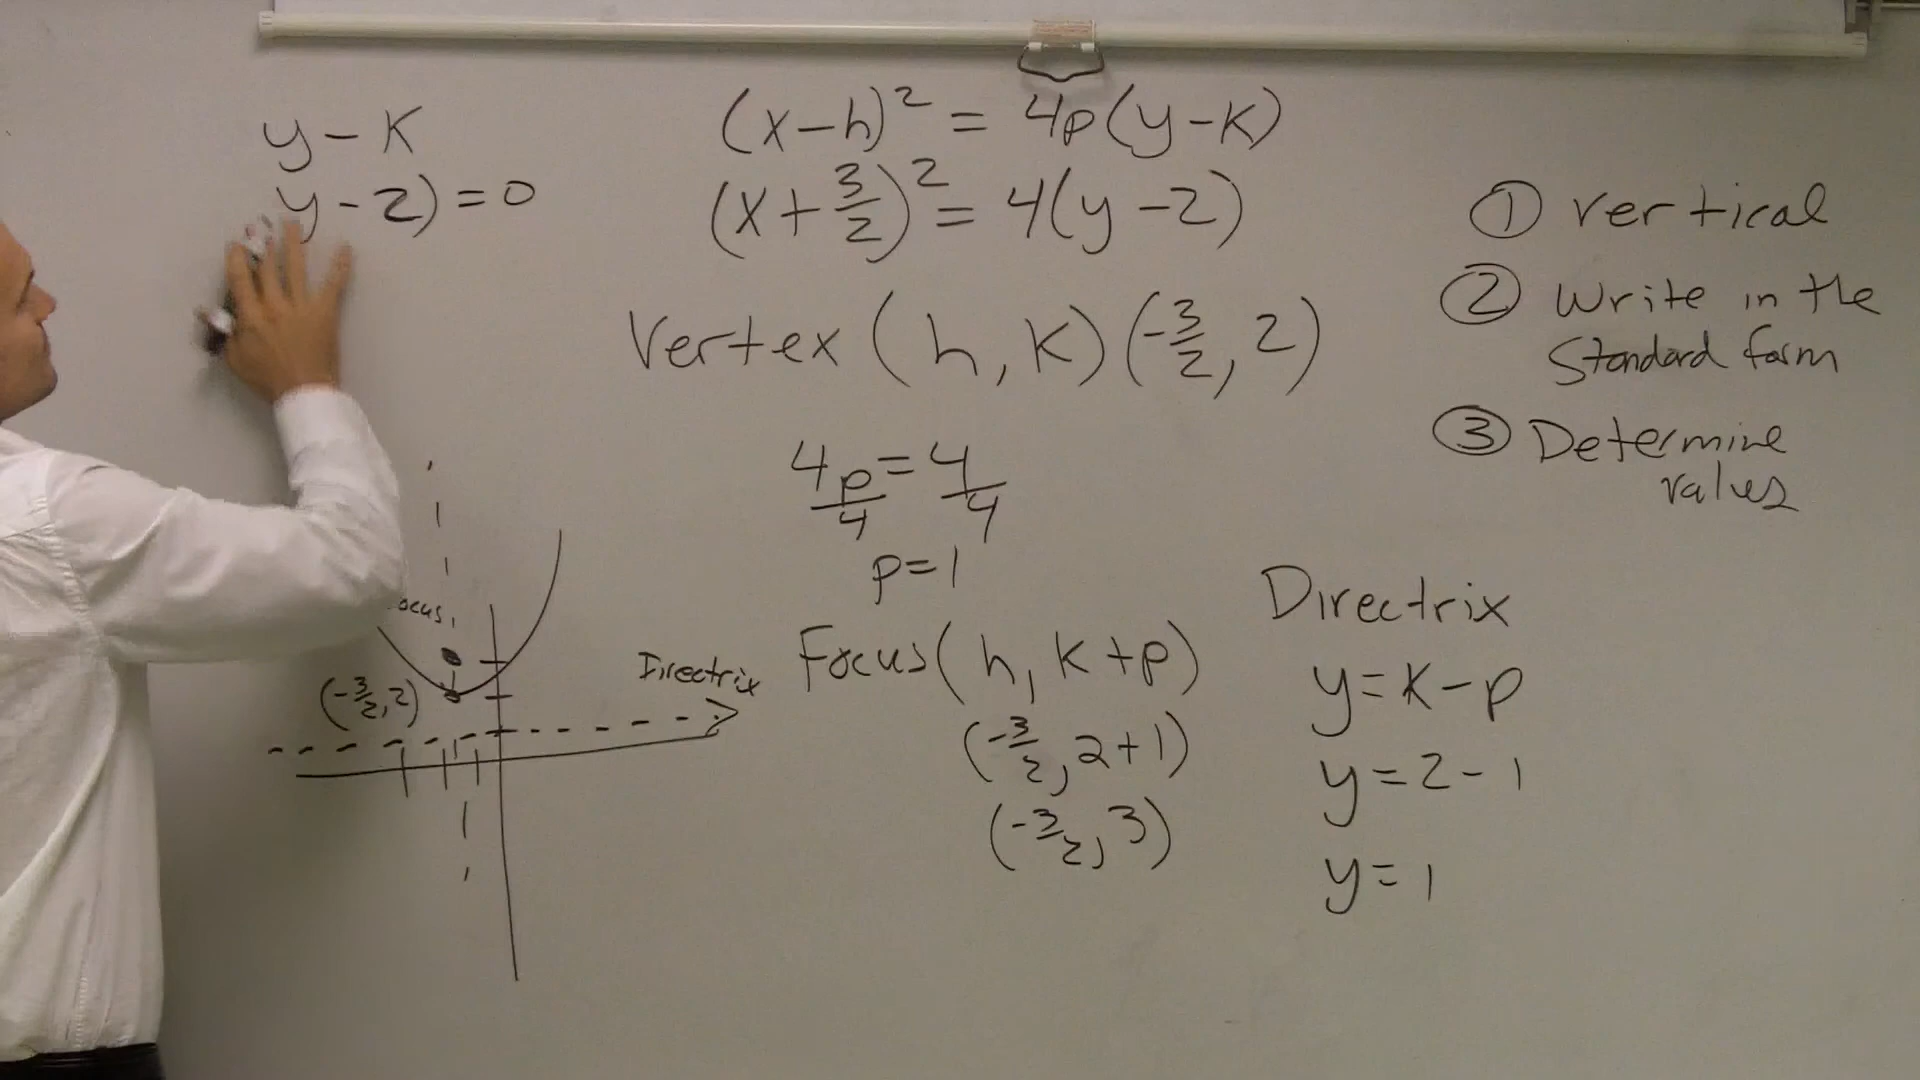 y - k
y - 2) = 0
(x-h)² = 4p(y-k)
(x + 3/2)² = 4(y-2)
Vertex (h, k) (-3/2, 2)
4p/4 = 4/4
p = 1
Focus (h, k+p)
(-3/2, 2+1)
(-3/2, 3)
Directrix
y = k - p
y = 2 - 1
y = 1
① vertical
② Write in the
Standard form
③ Determine
values
ocus
(-3/2, 2)
Directrix